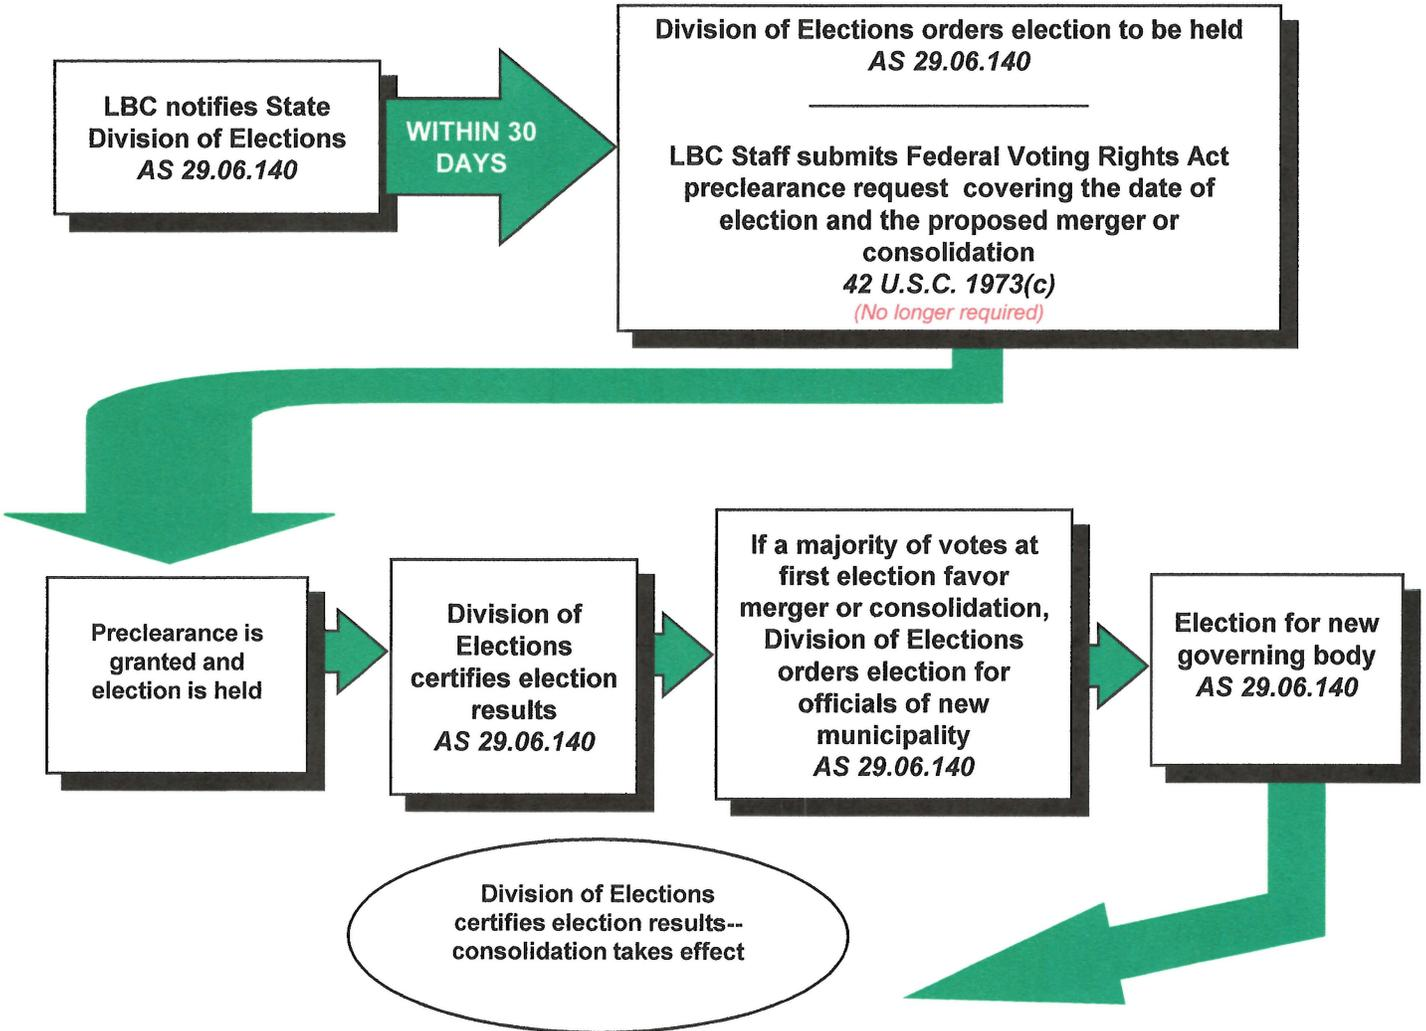 LBC notifies State
Division of Elections
AS 29.06.140
WITHIN 30
DAYS
Division of Elections orders election to be held
AS 29.06.140
LBC Staff submits Federal Voting Rights Act
preclearance request covering the date of
election and the proposed merger or
consolidation
42 U.S.C. 1973(c)
(No longer required)
Preclearance is
granted and
election is held
Division of
Elections
certifies election
results
AS 29.06.140
If a majority of votes at
first election favor
merger or consolidation,
Division of Elections
orders election for
officials of new
municipality
AS 29.06.140
Election for new
governing body
AS 29.06.140
Division of Elections
certifies election results--
consolidation takes effect